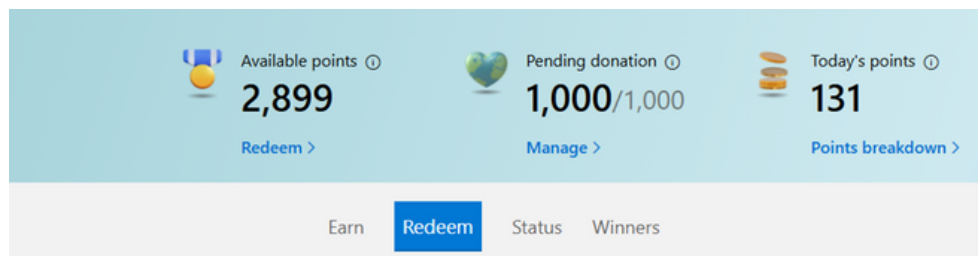 Available points
2,899
Redeem >
Pending donation
1,000/1,000
Manage >
Today's points
131
Points breakdown >
Earn Redeem Status Winners